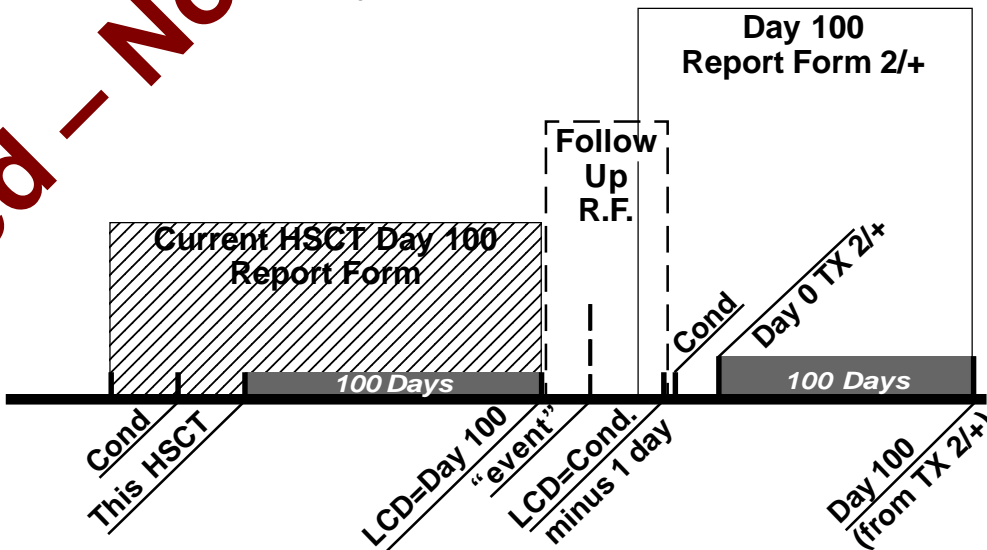 Day 100
Report Form 2/+
Follow
Up
R.F.
Current HSCT Day 100
Report Form
Cond
Day 0 TX 2/+
100 Days
100 Days
Cond
This HSCT
LCD=Day 100
“event”
LCD=Cond.
minus 1 day
Day 100
(from TX 2/+)